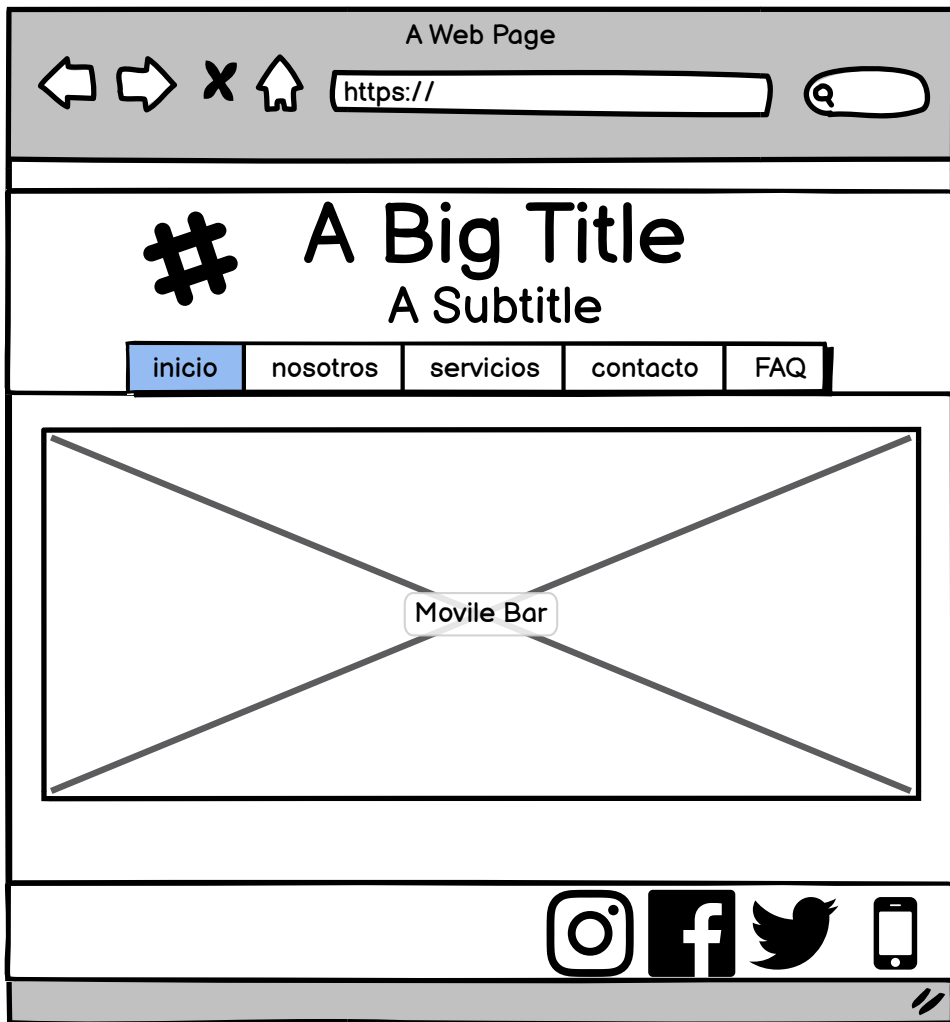 A Web Page
https://
A Big Title
A Subtitle
inicio nosotros servicios contacto FAQ
Movile Bar